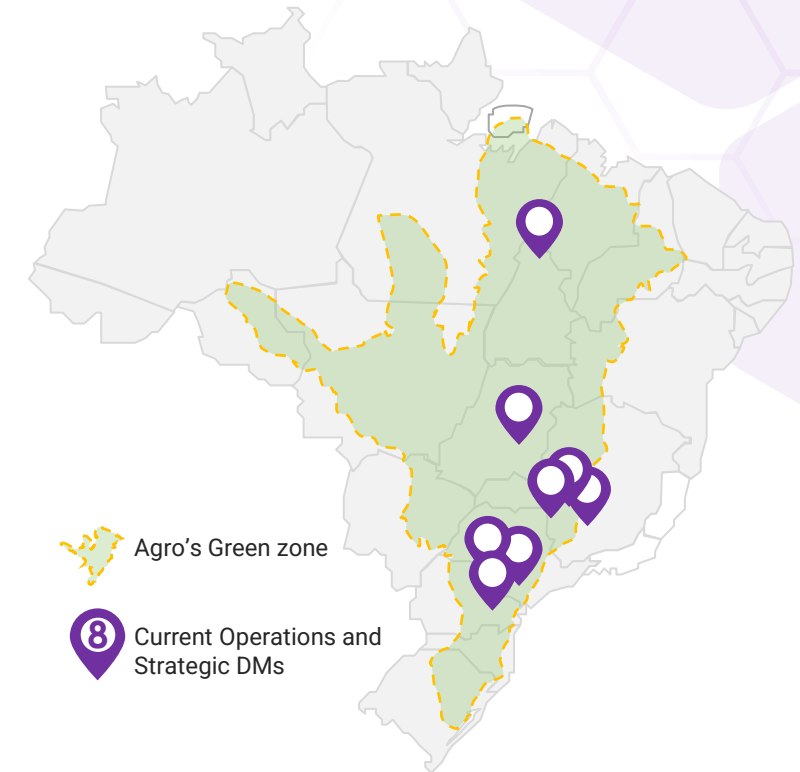 Agro’s Green zone
8
Current Operations and
Strategic DMs